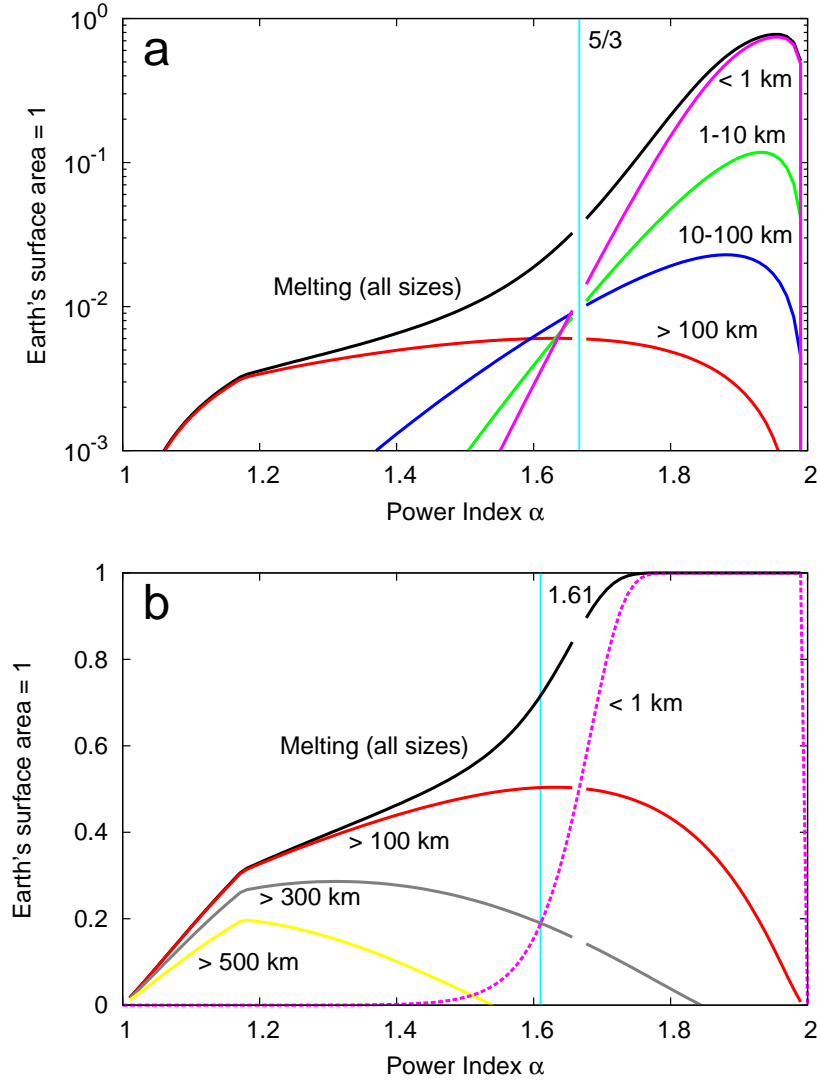 a
5/3
< 1 km
1-10 km
10-100 km
Melting (all sizes)
> 100 km
Earth's surface area = 1
10^0
10^-1
10^-2
10^-3
1 1.2 1.4 1.6 1.8 2
Power Index α
b
1.61
< 1 km
Melting (all sizes)
> 100 km
> 300 km
> 500 km
Earth's surface area = 1
1
0.8
0.6
0.4
0.2
0
1 1.2 1.4 1.6 1.8 2
Power Index α